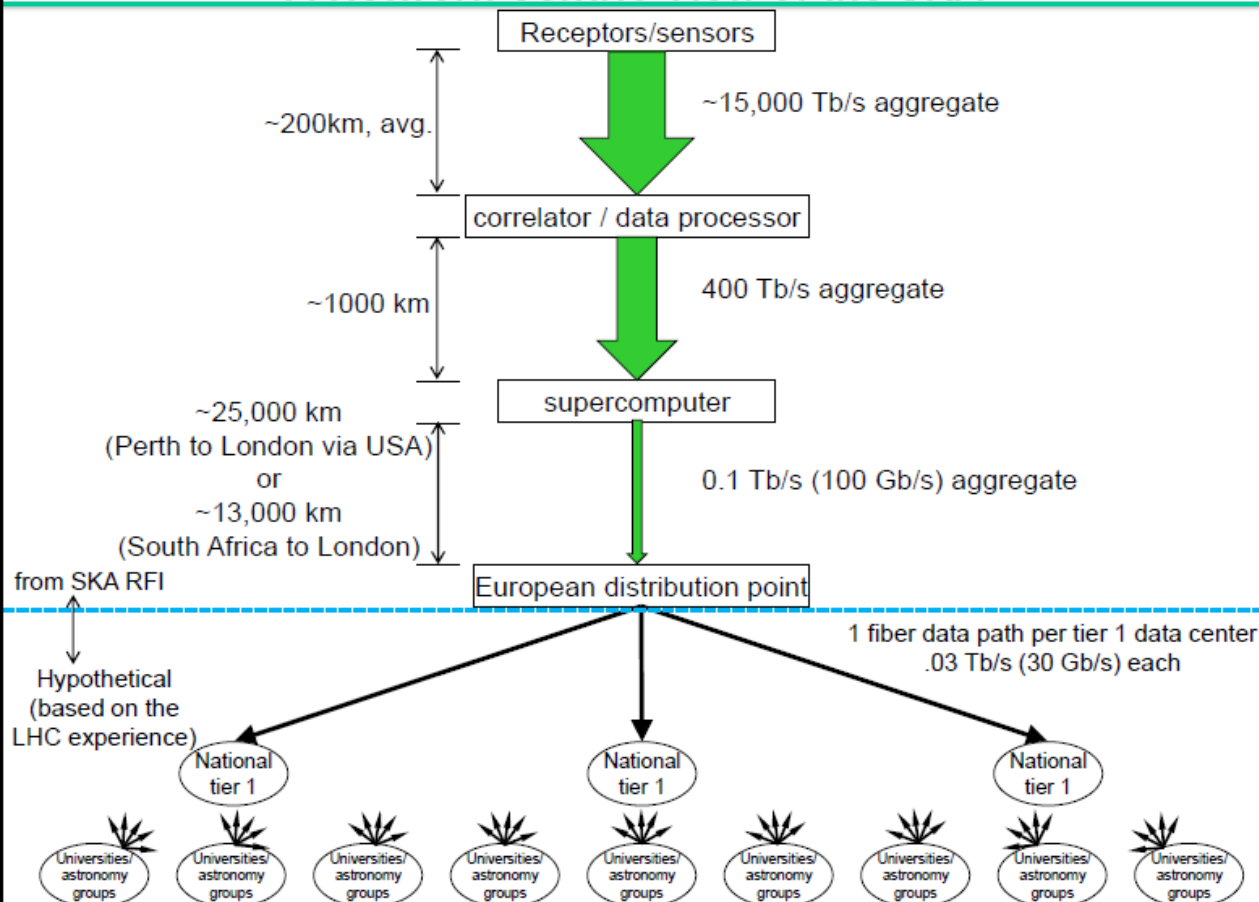 Receptors/sensors
~200km, avg.
~15,000 Tb/s aggregate
correlator / data processor
~1000 km
400 Tb/s aggregate
supercomputer
~25,000 km
(Perth to London via USA)
or
~13,000 km
(South Africa to London)
0.1 Tb/s (100 Gb/s) aggregate
European distribution point
from SKA RFI
Hypothetical
(based on the
LHC experience)
1 fiber data path per tier 1 data center
.03 Tb/s (30 Gb/s) each
National
tier 1
National
tier 1
National
tier 1
Universities/
astronomy
groups
Universities/
astronomy
groups
Universities/
astronomy
groups
Universities/
astronomy
groups
Universities/
astronomy
groups
Universities/
astronomy
groups
Universities/
astronomy
groups
Universities/
astronomy
groups
Universities/
astronomy
groups